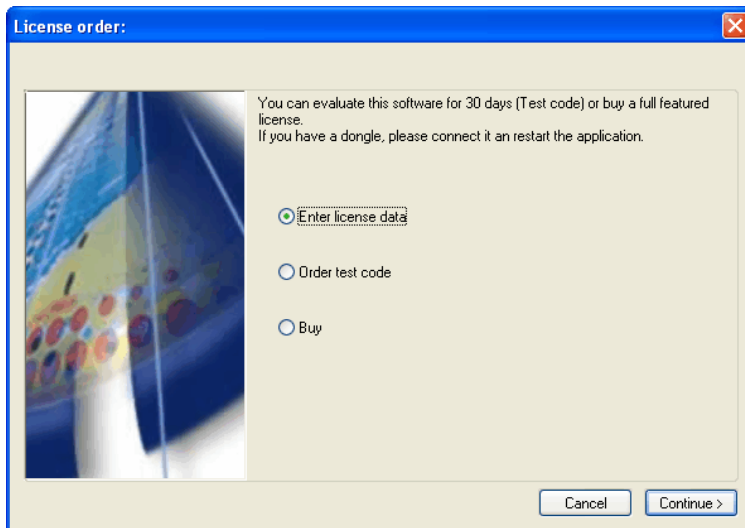 License order:
You can evaluate this software for 30 days (Test code) or buy a full featured
license.
If you have a dongle, please connect it an restart the application.
Enter license data
Order test code
Buy
Cancel
Continue >